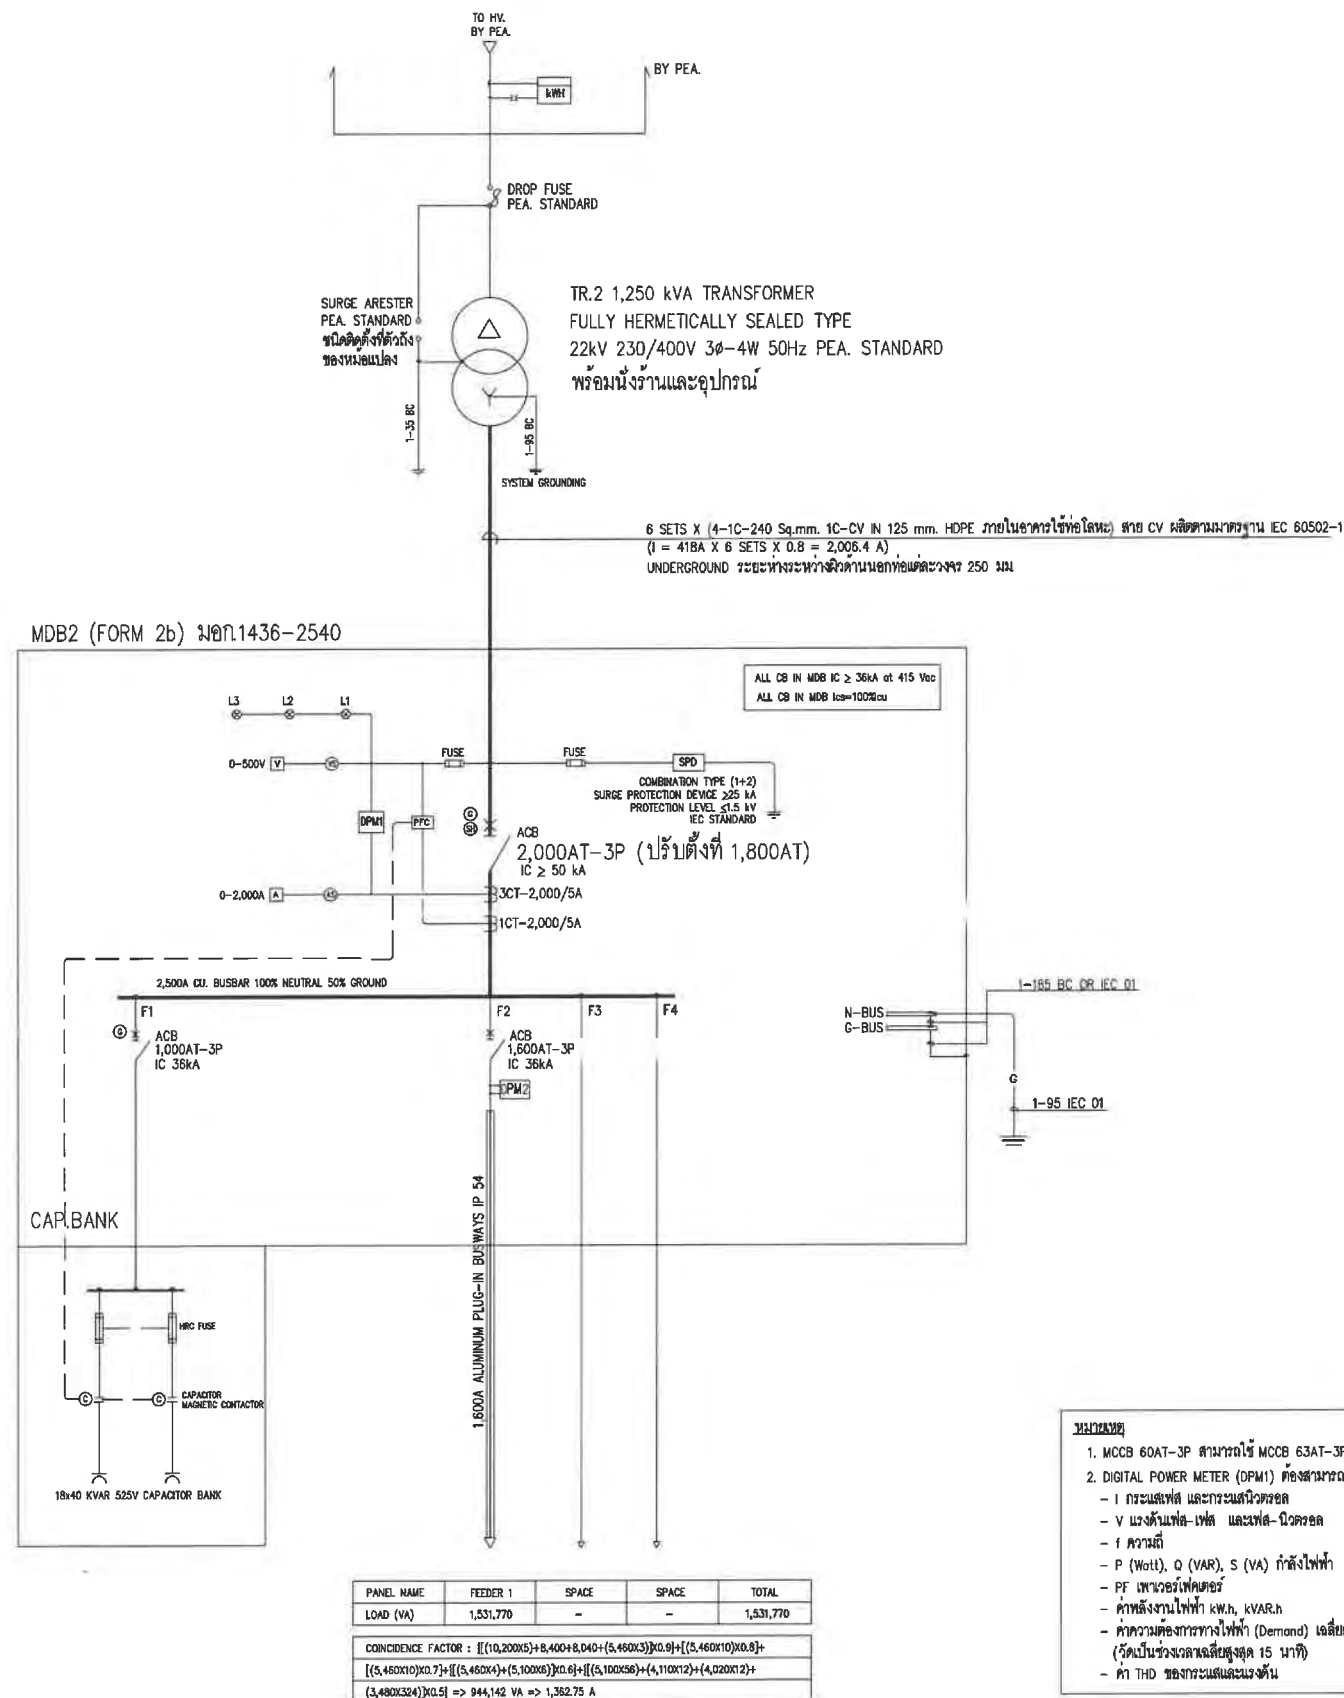 TO HV.
BY PEA.
BY PEA.
kWH
DROP FUSE
PEA. STANDARD
SURGE ARESTER
PEA. STANDARD
ชนิดติดตั้งที่ตัวถัง
ของหม้อแปลง
TR.2 1,250 kVA TRANSFORMER
FULLY HERMETICALLY SEALED TYPE
22kV 230/400V 3ø-4W 50Hz PEA. STANDARD
พร้อมนั่งร้านและอุปกรณ์
1-35 BC
1-95 BC
SYSTEM GROUNDING
6 SETS X (4-1C-240 Sq.mm. 1C-CV IN 125 mm. HDPE ภายในอาคารใช้ท่อโลหะ) สาย CV ผลิตตามมาตรฐาน IEC 60502-1
(I = 418A X 6 SETS X 0.8 = 2,006.4 A)
UNDERGROUND ระยะห่างระหว่างผิวด้านนอกท่อแต่ละวงจร 250 มม
MDB2 (FORM 2b) มอก.1436-2540
ALL CB IN MDB IC ≥ 36kA at 415 Vac
ALL CB IN MDB Ics=100%Icu
L3 L2 L1
0-500V V VS FUSE FUSE SPD
COMBINATION TYPE (1+2)
SURGE PROTECTION DEVICE ≥25 kA
PROTECTION LEVEL ≤1.5 kV
IEC STANDARD
DPM1 PFC
G
ACB
2,000AT-3P (ปรับตั้งที่ 1,800AT)
IC ≥ 50 kA
0-2,000A A AS 3CT-2,000/5A
1CT-2,000/5A
2,500A CU. BUSBAR 100% NEUTRAL 50% GROUND
F1 F2 F3 F4
G
ACB
1,000AT-3P
IC 36kA
ACB
1,600AT-3P
IC 36kA
DPM2
N-BUS
G-BUS
1-185 BC OR IEC 01
G
1-95 IEC 01
1,600A ALUMINUM PLUG-IN BUSWAYS IP 54
CAP.BANK
HRC FUSE
C C
CAPACITOR
MAGNETIC CONTACTOR
18x40 KVAR 525V CAPACITOR BANK
หมายเหตุ
1. MCCB 60AT-3P สามารถใช้ MCCB 63AT-3P
2. DIGITAL POWER METER (DPM1) ต้องสามารถ
- I กระแสเฟส และกระแสนิวตรอล
- V แรงดันเฟส-เฟส และเฟส-นิวตรอล
- f ความถี่
- P (Watt), Q (VAR), S (VA) กำลังไฟฟ้า
- PF เพาเวอร์เฟคเตอร์
- ค่าพลังงานไฟฟ้า kW.h, kVAR.h
- ค่าความต้องการทางไฟฟ้า (Demand) เฉลี่ย
(วัดเป็นช่วงเวลาเฉลี่ยสูงสุด 15 นาที)
- ค่า THD ของกระแสและแรงดัน
PANEL NAME FEEDER 1 SPACE SPACE TOTAL
LOAD (VA) 1,531,770 - - 1,531,770
COINCIDENCE FACTOR : {[(10,200X5)+8,400+8,040+(5,460X3)]X0.9}+[(5,460X10)X0.8]+
[(5,460X10)X0.7]+{[(5,460X4)+(5,100X6)]X0.6}+{[(5,100X56)+(4,110X12)+(4,020X12)+
(3,480X324)]X0.5} => 944,142 VA => 1,362.75 A